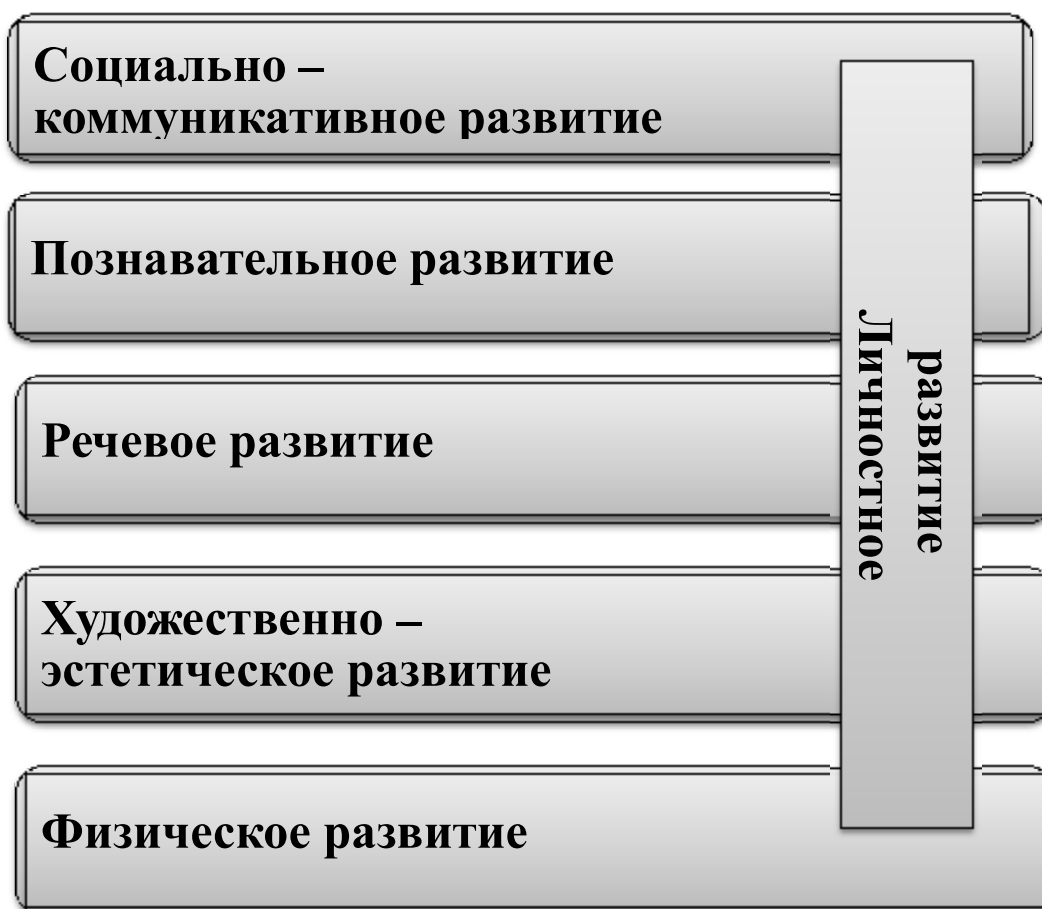 Социально –
коммуникативное развитие
Познавательное развитие
Речевое развитие
Художественно –
эстетическое развитие
Физическое развитие
Личностное
развитие